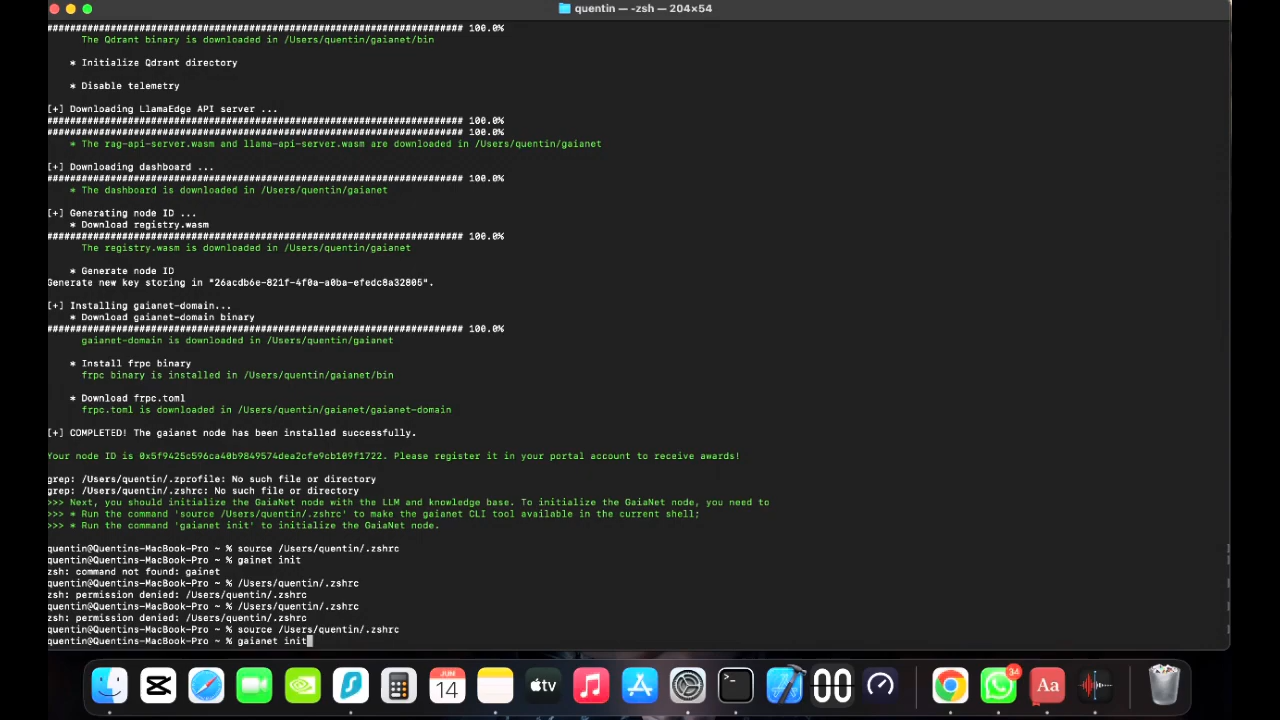 quentin — -zsh — 204×54
######################################################################## 100.0%
The Qdrant binary is downloaded in /Users/quentin/gaianet/bin
* Initialize Qdrant directory
* Disable telemetry
[+] Downloading LlamaEdge API server ...
######################################################################## 100.0%
######################################################################## 100.0%
* The rag-api-server.wasm and llama-api-server.wasm are downloaded in /Users/quentin/gaianet
[+] Downloading dashboard ...
######################################################################## 100.0%
* The dashboard is downloaded in /Users/quentin/gaianet
[+] Generating node ID ...
* Download registry.wasm
######################################################################## 100.0%
The registry.wasm is downloaded in /Users/quentin/gaianet
* Generate node ID
Generate new key storing in "26acdb6e-821f-4f0a-a0ba-efedc8a32805".
[+] Installing gaianet-domain...
* Download gaianet-domain binary
######################################################################## 100.0%
gaianet-domain is downloaded in /Users/quentin/gaianet
* Install frpc binary
frpc binary is installed in /Users/quentin/gaianet/bin
* Download frpc.toml
frpc.toml is downloaded in /Users/quentin/gaianet/gaianet-domain
[+] COMPLETED! The gaianet node has been installed successfully.
Your node ID is 0x5f9425c596ca40b9849574dea2cfe9cb109f1722. Please register it in your portal account to receive awards!
grep: /Users/quentin/.zprofile: No such file or directory
grep: /Users/quentin/.zshrc: No such file or directory
>>> Next, you should initialize the GaiaNet node with the LLM and knowledge base. To initialize the GaiaNet node, you need to
>>> * Run the command 'source /Users/quentin/.zshrc' to make the gaianet CLI tool available in the current shell;
>>> * Run the command 'gaianet init' to initialize the GaiaNet node.
quentin@Quentins-MacBook-Pro ~ % source /Users/quentin/.zshrc
quentin@Quentins-MacBook-Pro ~ % gainet init
zsh: command not found: gainet
quentin@Quentins-MacBook-Pro ~ % /Users/quentin/.zshrc
zsh: permission denied: /Users/quentin/.zshrc
quentin@Quentins-MacBook-Pro ~ % /Users/quentin/.zshrc
zsh: permission denied: /Users/quentin/.zshrc
quentin@Quentins-MacBook-Pro ~ % source /Users/quentin/.zshrc
quentin@Quentins-MacBook-Pro ~ % gaianet init
JUN
14
tv
>_
00
34
Aa